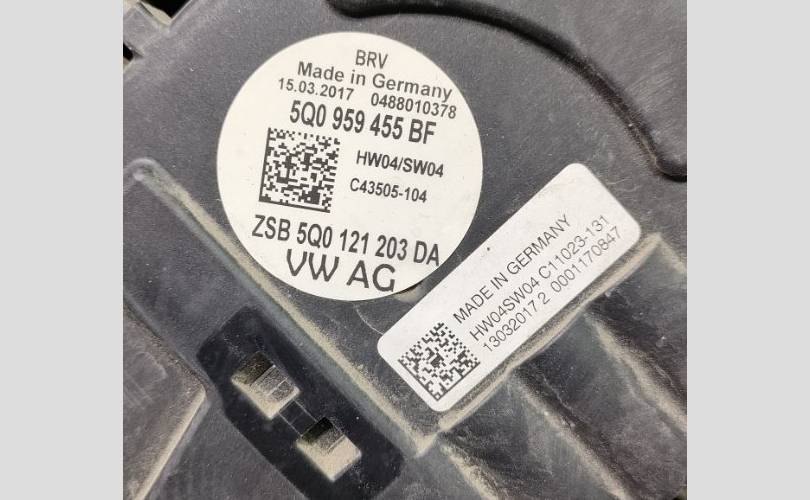 BRV
Made in Germany
15.03.2017 0488010378
5Q0 959 455 BF
HW04/SW04
C43505-104
ZSB 5Q0 121 203 DA
VW AG
MADE IN GERMANY
HW04SW04 C11023-131
13032017 2 0001170847